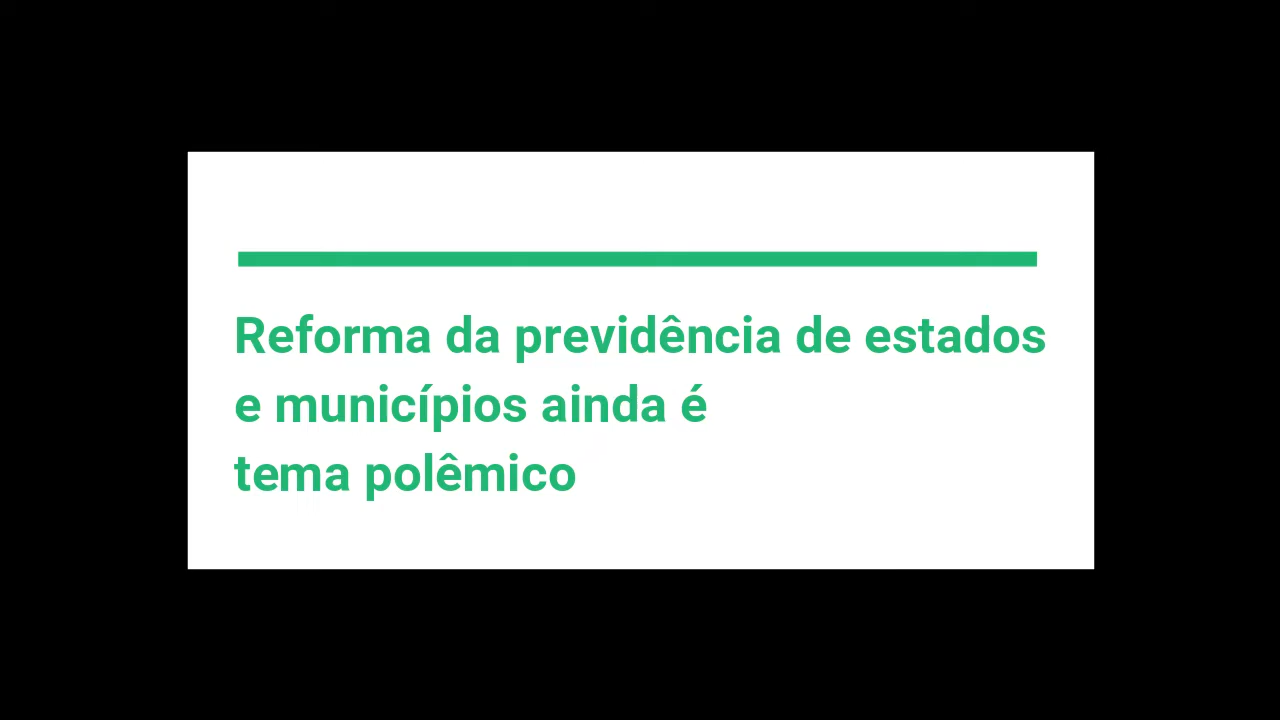 Reforma da previdência de estados
e municípios ainda é
tema polêmico